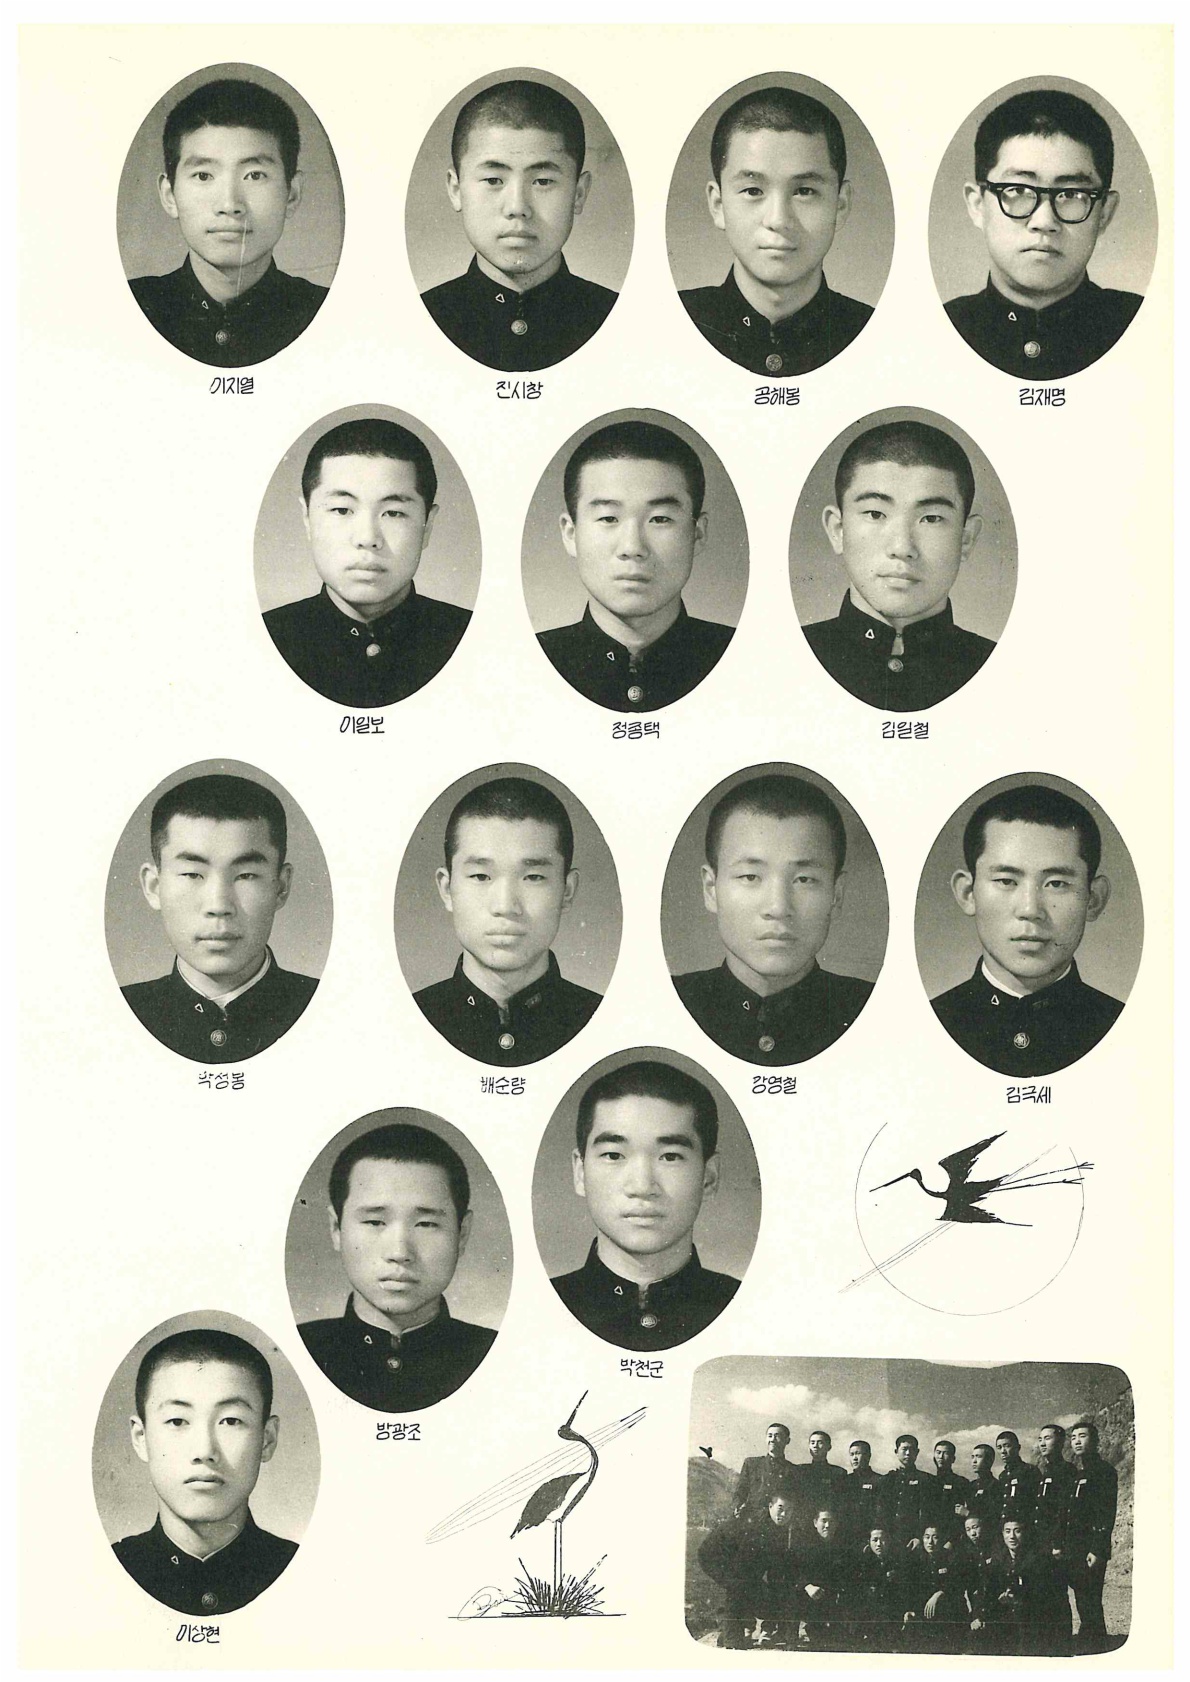 이지열
진시창
공해봉
김재명
이일보
정종택
김일철
박성봉
배순량
강영철
김극세
박천군
방광조
이상현